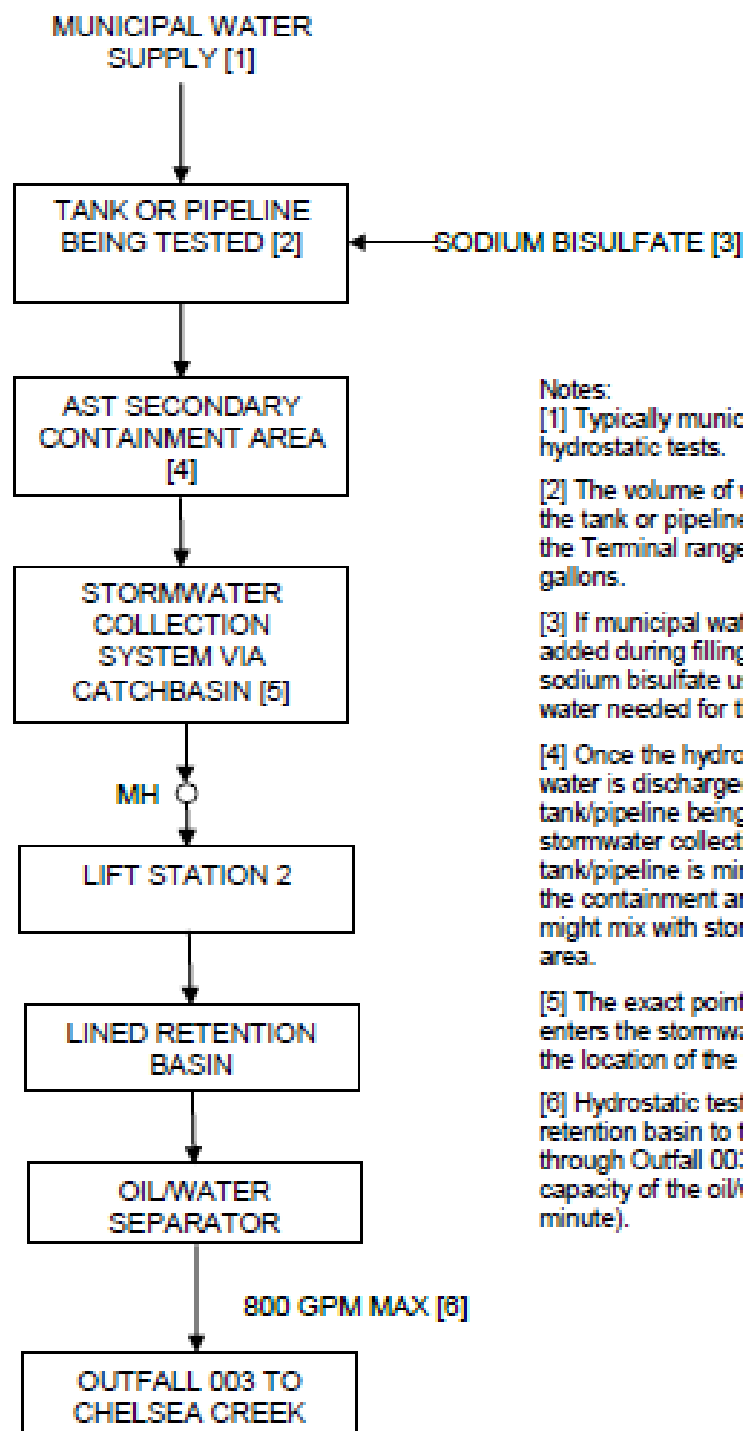 MUNICIPAL WATER
SUPPLY [1]
TANK OR PIPELINE
BEING TESTED [2]
SODIUM BISULFATE [3]
AST SECONDARY
CONTAINMENT AREA
[4]
STORMWATER
COLLECTION
SYSTEM VIA
CATCHBASIN [5]
MH
LIFT STATION 2
LINED RETENTION
BASIN
OIL/WATER
SEPARATOR
800 GPM MAX [6]
OUTFALL 003 TO
CHELSEA CREEK
Notes:
[1] Typically munic
hydrostatic tests.
[2] The volume of
the tank or pipeline
the Terminal range
gallons.
[3] If municipal wat
added during filling
sodium bisulfate u
water needed for t
[4] Once the hydro
water is discharge
tank/pipeline being
stormwater collect
tank/pipeline is min
the containment a
might mix with stor
area.
[5] The exact point
enters the stormwa
the location of the
[6] Hydrostatic test
retention basin to t
through Outfall 003
capacity of the oil/
minute).